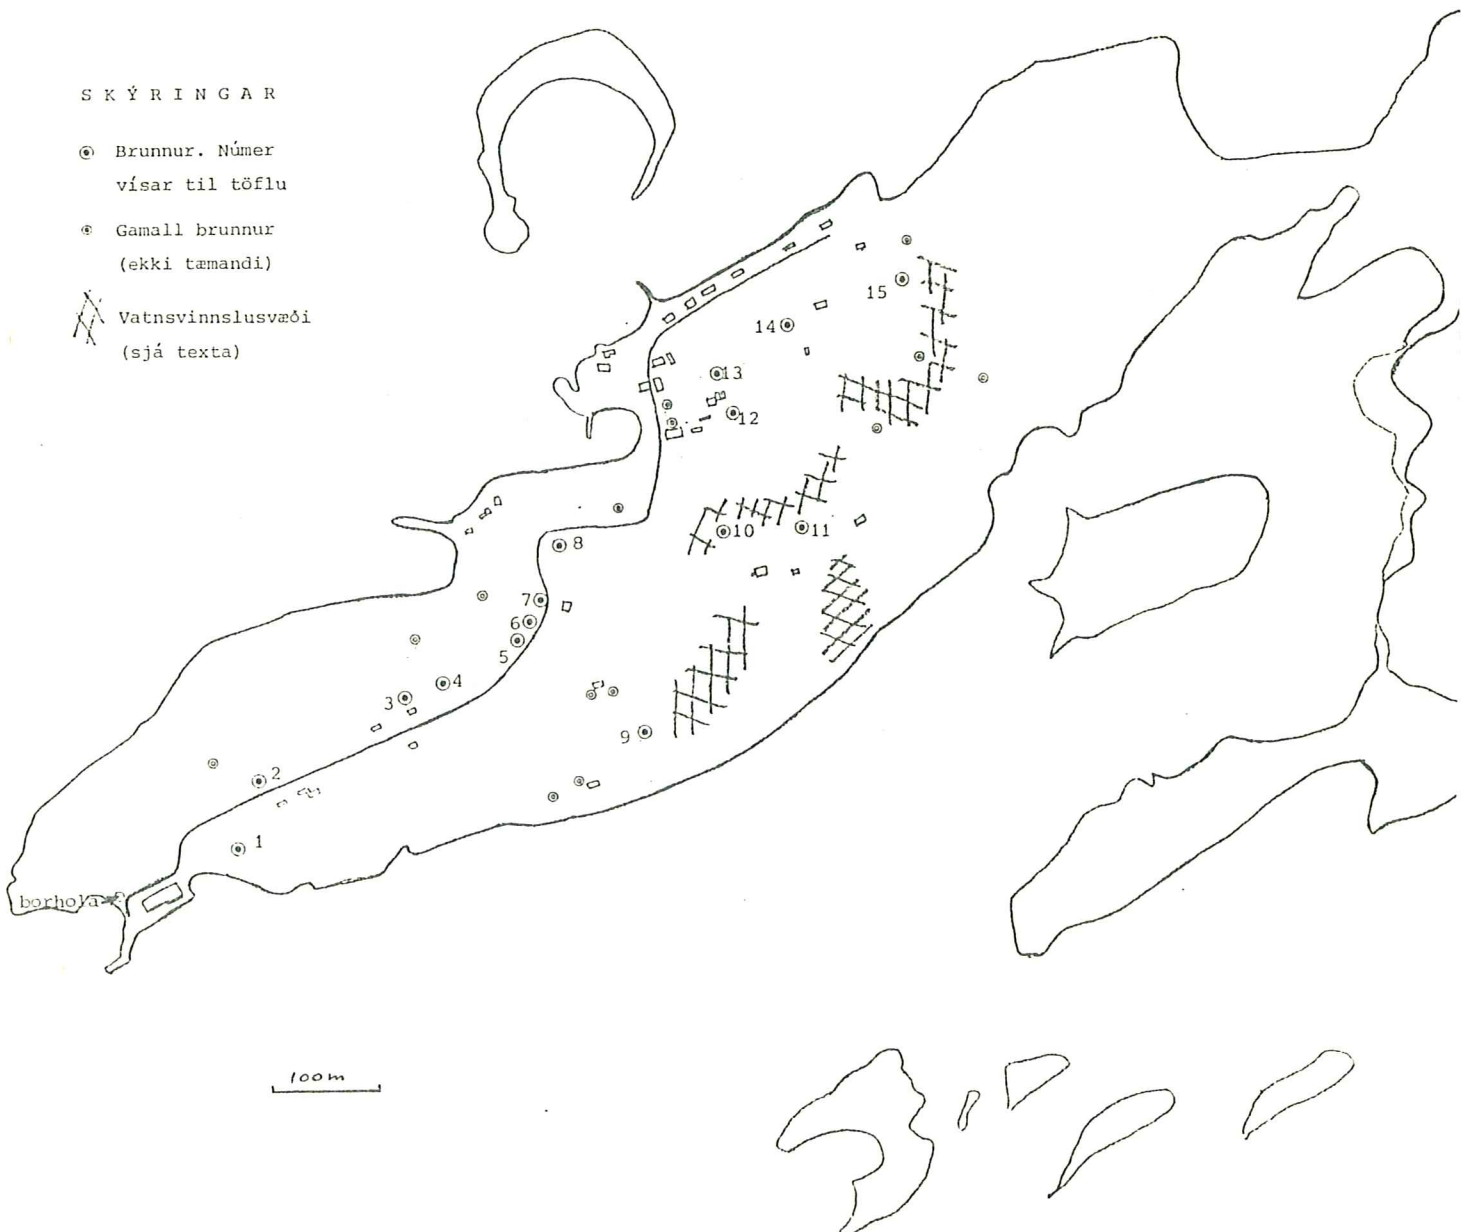 S K Ý R I N G A R
Brunnur. Númer
vísar til töflu
Gamall brunnur
(ekki tæmandi)
Vatnsvinnslusvæði
(sjá texta)
15
14
13
12
10
11
8
7
6
5
4
3
9
2
1
borhola
100m